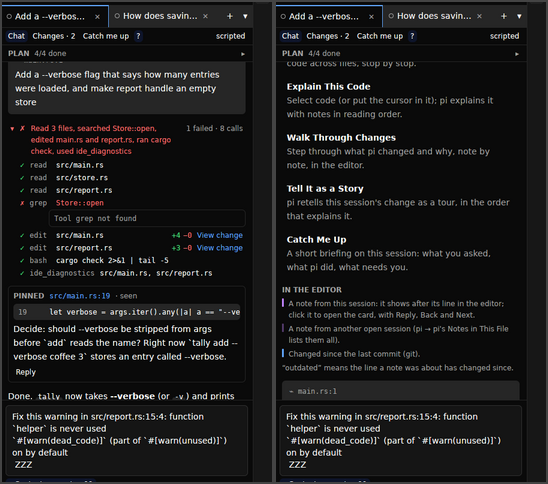 Add a --verbos... ×
How does savin... ×
+
Chat Changes · 2 Catch me up ? scripted
PLAN 4/4 done
Add a --verbose flag that says how many entries
were loaded, and make report handle an empty
store
Read 3 files, searched Store::open,
edited main.rs and report.rs, ran cargo
check, used ide_diagnostics
1 failed · 8 calls
✓ read src/main.rs
✓ read src/store.rs
✓ read src/report.rs
✗ grep Store::open
Tool grep not found
✓ edit src/main.rs +4 −0 View change
✓ edit src/report.rs +3 −0 View change
✓ bash cargo check 2>&1 | tail -5
✓ ide_diagnostics src/main.rs, src/report.rs
PINNED src/main.rs:19 · seen
19 let verbose = args.iter().any(|a| a == "--ve
Decide: should --verbose be stripped from args
before `add` reads the name? Right now `tally add --
verbose coffee 3` stores an entry called --verbose.
Reply
Done. tally now takes --verbose (or -v) and prints
Fix this warning in src/report.rs:15:4: function
`helper` is never used
`#[warn(dead_code)]` (part of `#[warn(unused)]`)
on by default
ZZZ
Add a --verbos... ×
How does savin... ×
+
Chat Changes · 2 Catch me up ? scripted
PLAN 4/4 done
code across files, stop by stop.
Explain This Code
Select code (or put the cursor in it); pi explains it
with notes in reading order.
Walk Through Changes
Step through what pi changed and why, note by
note, in the editor.
Tell It as a Story
pi retells this session's change as a tour, in the order
that explains it.
Catch Me Up
A short briefing on this session: what you asked,
what pi did, what needs you.
IN THE EDITOR
A note from this session: it shows after its line in the editor;
click it to open the card, with Reply, Back and Next.
A note from another open session (pi → pi's Notes in This File
lists them all).
Changed since the last commit (git).
"outdated" means the line a note was about has changed since.
~ main.rs:1
Fix this warning in src/report.rs:15:4: function
`helper` is never used
`#[warn(dead_code)]` (part of `#[warn(unused)]`)
on by default
ZZZ